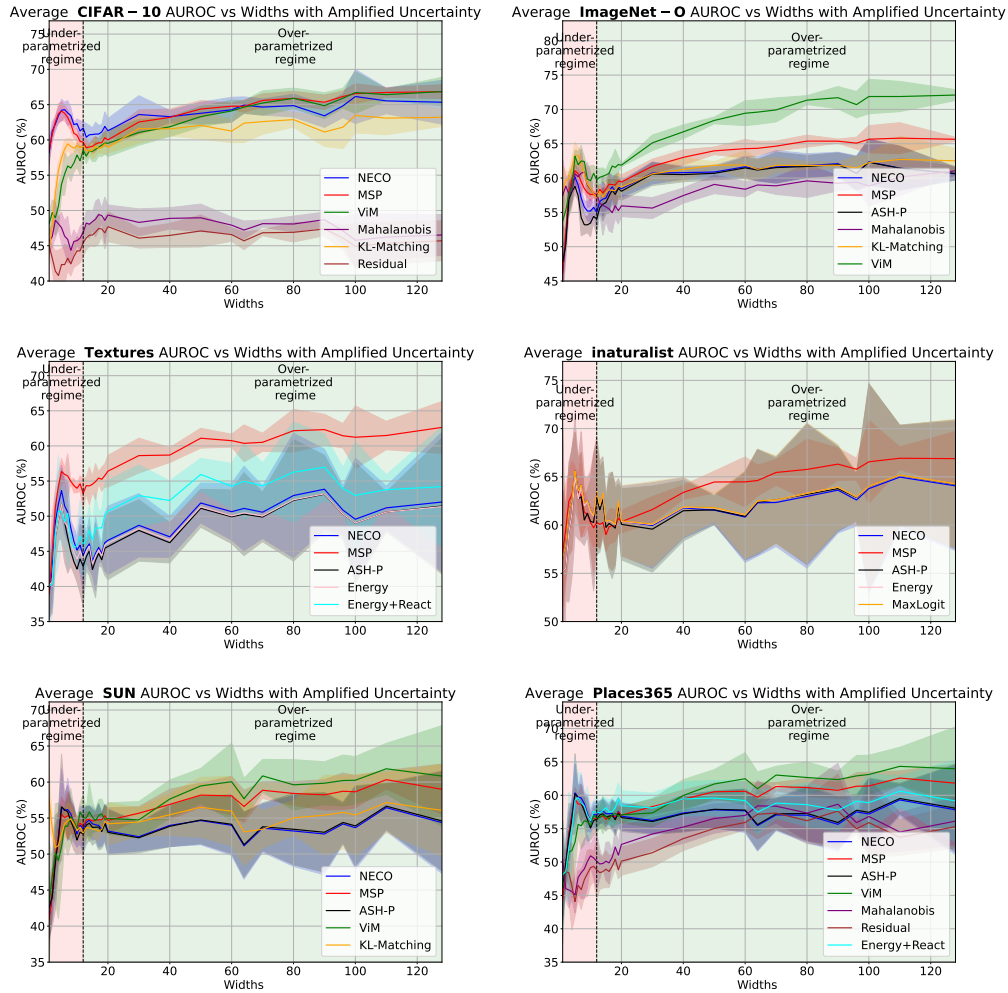 Average CIFAR-10 AUROC vs Widths with Amplified Uncertainty
Under-
parametrized
regime
Over-
parametrized
regime
AUROC (%)
75
70
65
60
55
50
45
40
0 20 40 60 80 100 120
Widths
NECO
MSP
ViM
Mahalanobis
KL-Matching
Residual
Average ImageNet-O AUROC vs Widths with Amplified Uncertainty
Under-
parametrized
regime
Over-
parametrized
regime
AUROC (%)
80
75
70
65
60
55
50
45
20 40 60 80 100 120
Widths
NECO
MSP
ASH-P
Mahalanobis
KL-Matching
ViM
Average Textures AUROC vs Widths with Amplified Uncertainty
Under-
parametrized
regime
Over-
parametrized
regime
AUROC (%)
70
65
60
55
50
45
40
35
20 40 60 80 100 120
Widths
NECO
MSP
ASH-P
Energy
Energy+React
Average inaturalist AUROC vs Widths with Amplified Uncertainty
Under-
parametrized
regime
Over-
parametrized
regime
AUROC (%)
75
70
65
60
55
50
20 40 60 80 100 120
Widths
NECO
MSP
ASH-P
Energy
MaxLogit
Average SUN AUROC vs Widths with Amplified Uncertainty
Under-
parametrized
regime
Over-
parametrized
regime
AUROC (%)
70
65
60
55
50
45
40
35
20 40 60 80 100 120
Widths
NECO
MSP
ASH-P
ViM
KL-Matching
Average Places365 AUROC vs Widths with Amplified Uncertainty
Under-
parametrized
regime
Over-
parametrized
regime
AUROC (%)
70
65
60
55
50
45
40
35
20 40 60 80 100 120
Widths
NECO
MSP
ASH-P
ViM
Mahalanobis
Residual
Energy+React